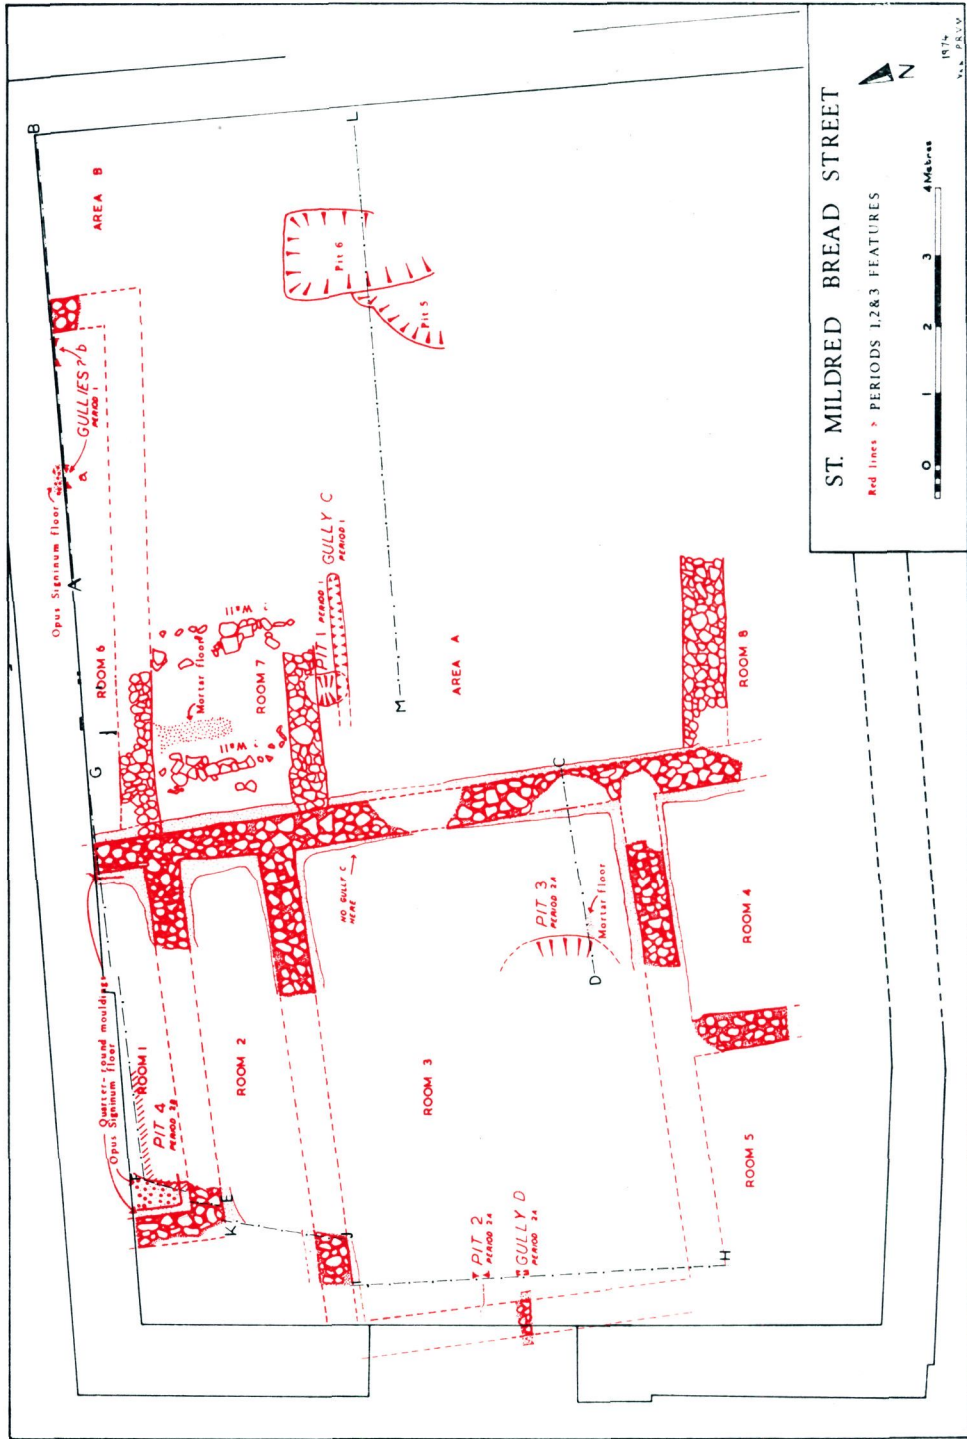 ST. MILDRED BREAD STREET
Red lines > PERIODS 1,2&3 FEATURES
0 1 2 3 4 Metres
N
1974
B
AREA B
L
Pit 6
Pit 5
GULLIES? b
PERIOD 1
a
Opus Signinum floor
A
ROOM 6
J
G
Wall
Mortar floor
ROOM 7
Wall
PIT 1 PERIOD 1
GULLY C
PERIOD 1
M
AREA A
ROOM 8
C
NO GULLY C
HERE
PIT 3
PERIOD 2A
Mortar floor
D
ROOM 4
Quarter-round mouldings
Opus Signinum floor
ROOM 1
PIT 4
PERIOD 2B
F
E
K
ROOM 2
ROOM 3
J
I
PIT 2
PERIOD 2A
GULLY D
PERIOD 2A
H
ROOM 5